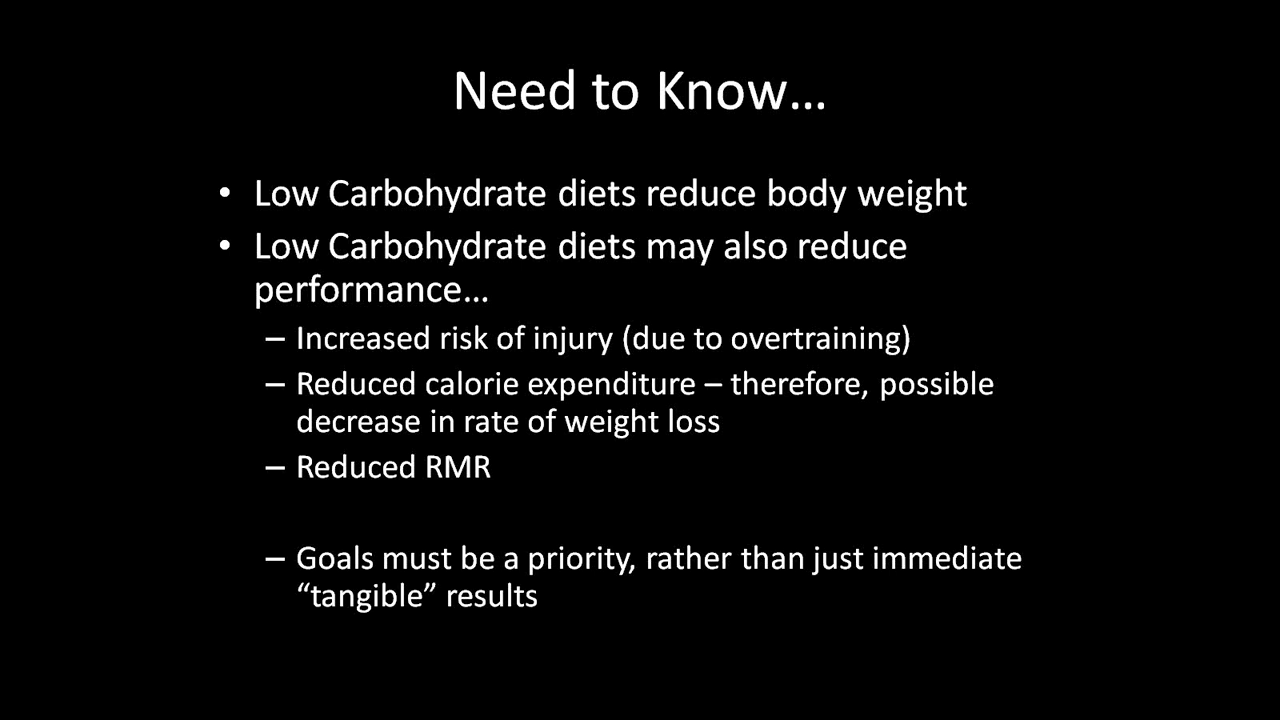 Need to Know…
• Low Carbohydrate diets reduce body weight
• Low Carbohydrate diets may also reduce
performance…
– Increased risk of injury (due to overtraining)
– Reduced calorie expenditure – therefore, possible
decrease in rate of weight loss
– Reduced RMR
– Goals must be a priority, rather than just immediate
“tangible” results